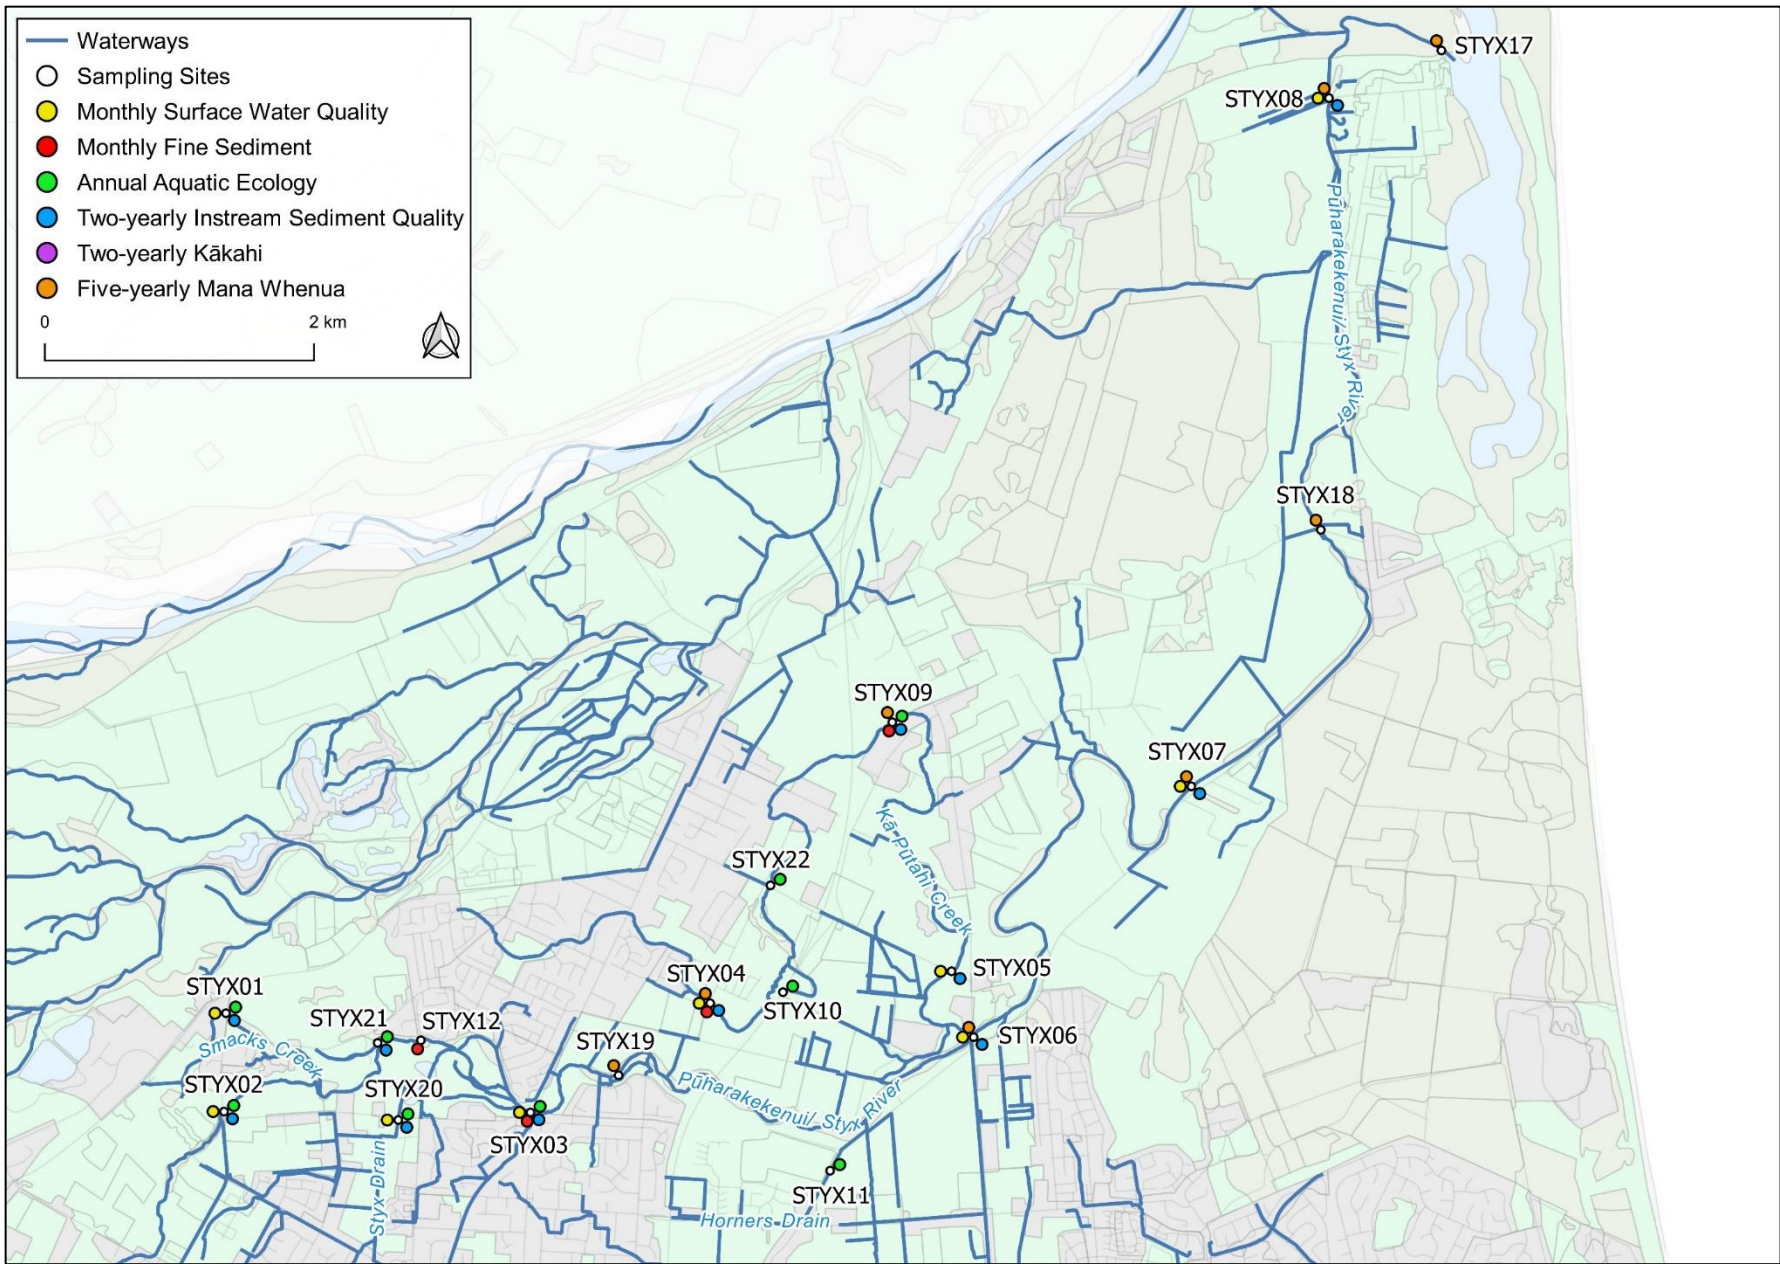 Waterways
Sampling Sites
Monthly Surface Water Quality
Monthly Fine Sediment
Annual Aquatic Ecology
Two-yearly Instream Sediment Quality
Two-yearly Kākahi
Five-yearly Mana Whenua
0 2 km
STYX17
STYX08
Pūharakekenui/ Styx River
STYX18
STYX09
STYX07
Kā Pūtahi Creek
STYX22
STYX05
STYX01
STYX04
STYX10
STYX21
STYX12
STYX06
Smacks Creek
STYX19
STYX02
STYX20
Pūharakekenui/ Styx River
STYX03
Styx Drain
STYX11
Horners Drain